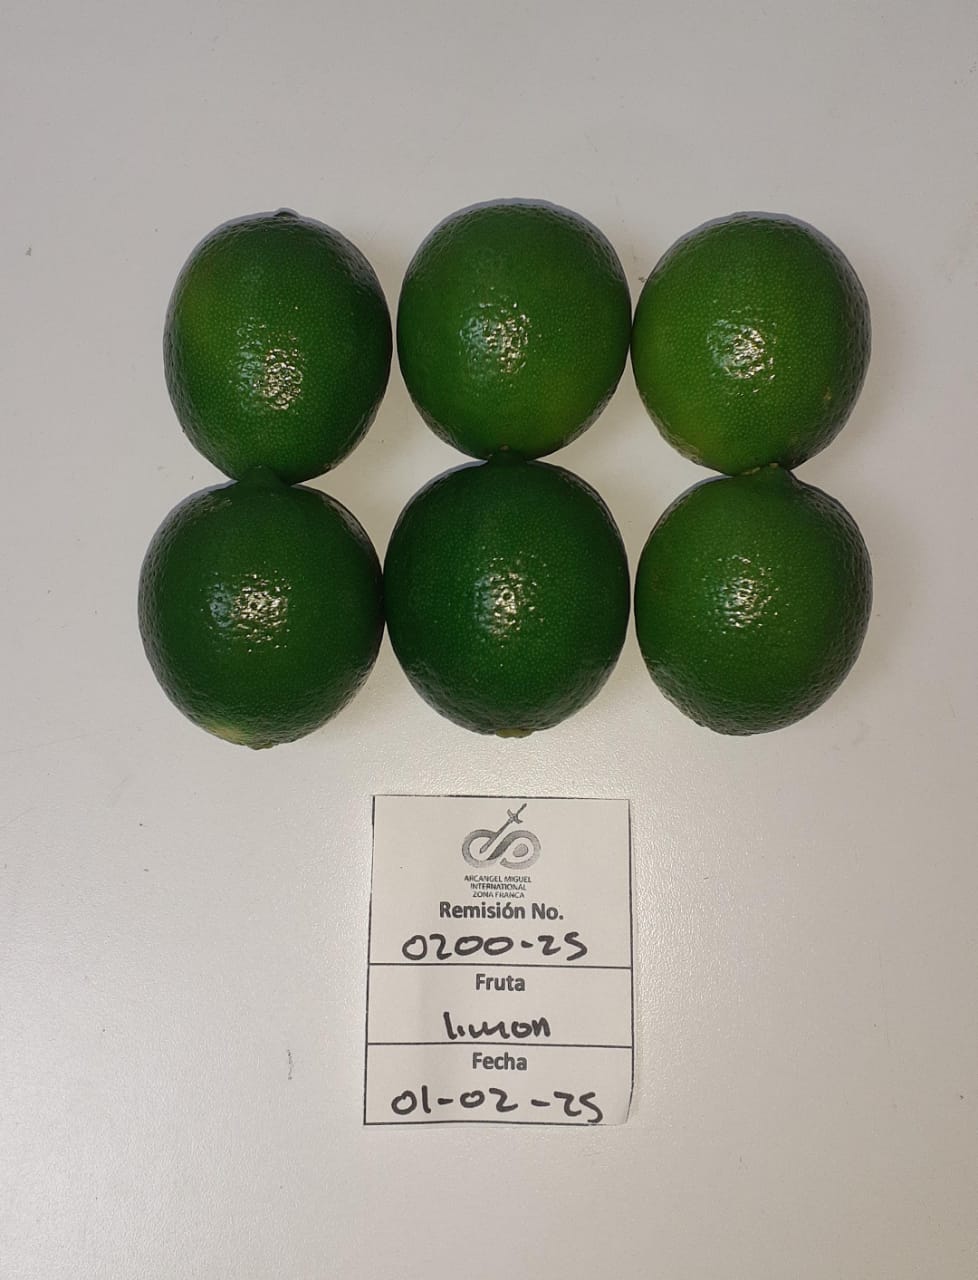 ARCANGEL MIGUEL
INTERNATIONAL
ZONA FRANCA
Remisión No.
0200-25
Fruta
limon
Fecha
01-02-25